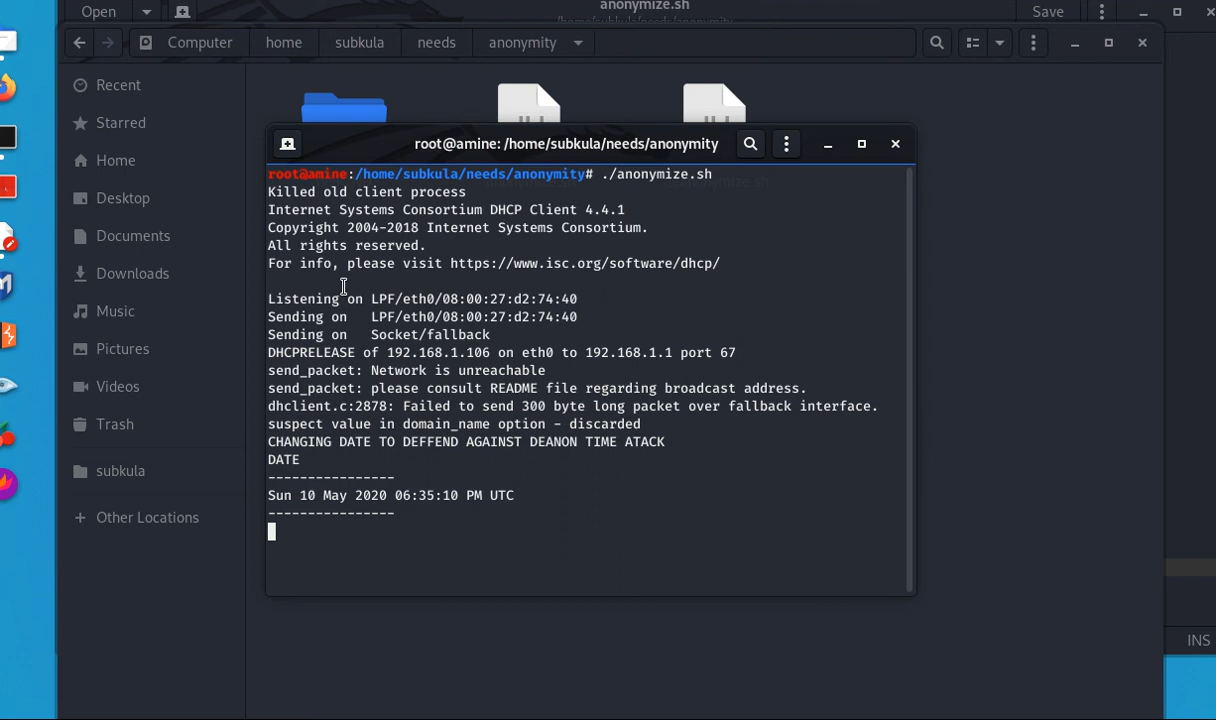 anonymize.sh
Open
Save
Computer
home
subkula
needs
anonymity
Recent
Starred
Home
Desktop
Documents
Downloads
Music
Pictures
Videos
Trash
subkula
+ Other Locations
root@amine: /home/subkula/needs/anonymity
root@amine:/home/subkula/needs/anonymity# ./anonymize.sh
Killed old client process
Internet Systems Consortium DHCP Client 4.4.1
Copyright 2004-2018 Internet Systems Consortium.
All rights reserved.
For info, please visit https://www.isc.org/software/dhcp/
Listening on LPF/eth0/08:00:27:d2:74:40
Sending on   LPF/eth0/08:00:27:d2:74:40
Sending on   Socket/fallback
DHCPRELEASE of 192.168.1.106 on eth0 to 192.168.1.1 port 67
send_packet: Network is unreachable
send_packet: please consult README file regarding broadcast address.
dhclient.c:2878: Failed to send 300 byte long packet over fallback interface.
suspect value in domain_name option - discarded
CHANGING DATE TO DEFFEND AGAINST DEANON TIME ATACK
DATE
----------------
Sun 10 May 2020 06:35:10 PM UTC
----------------
INS